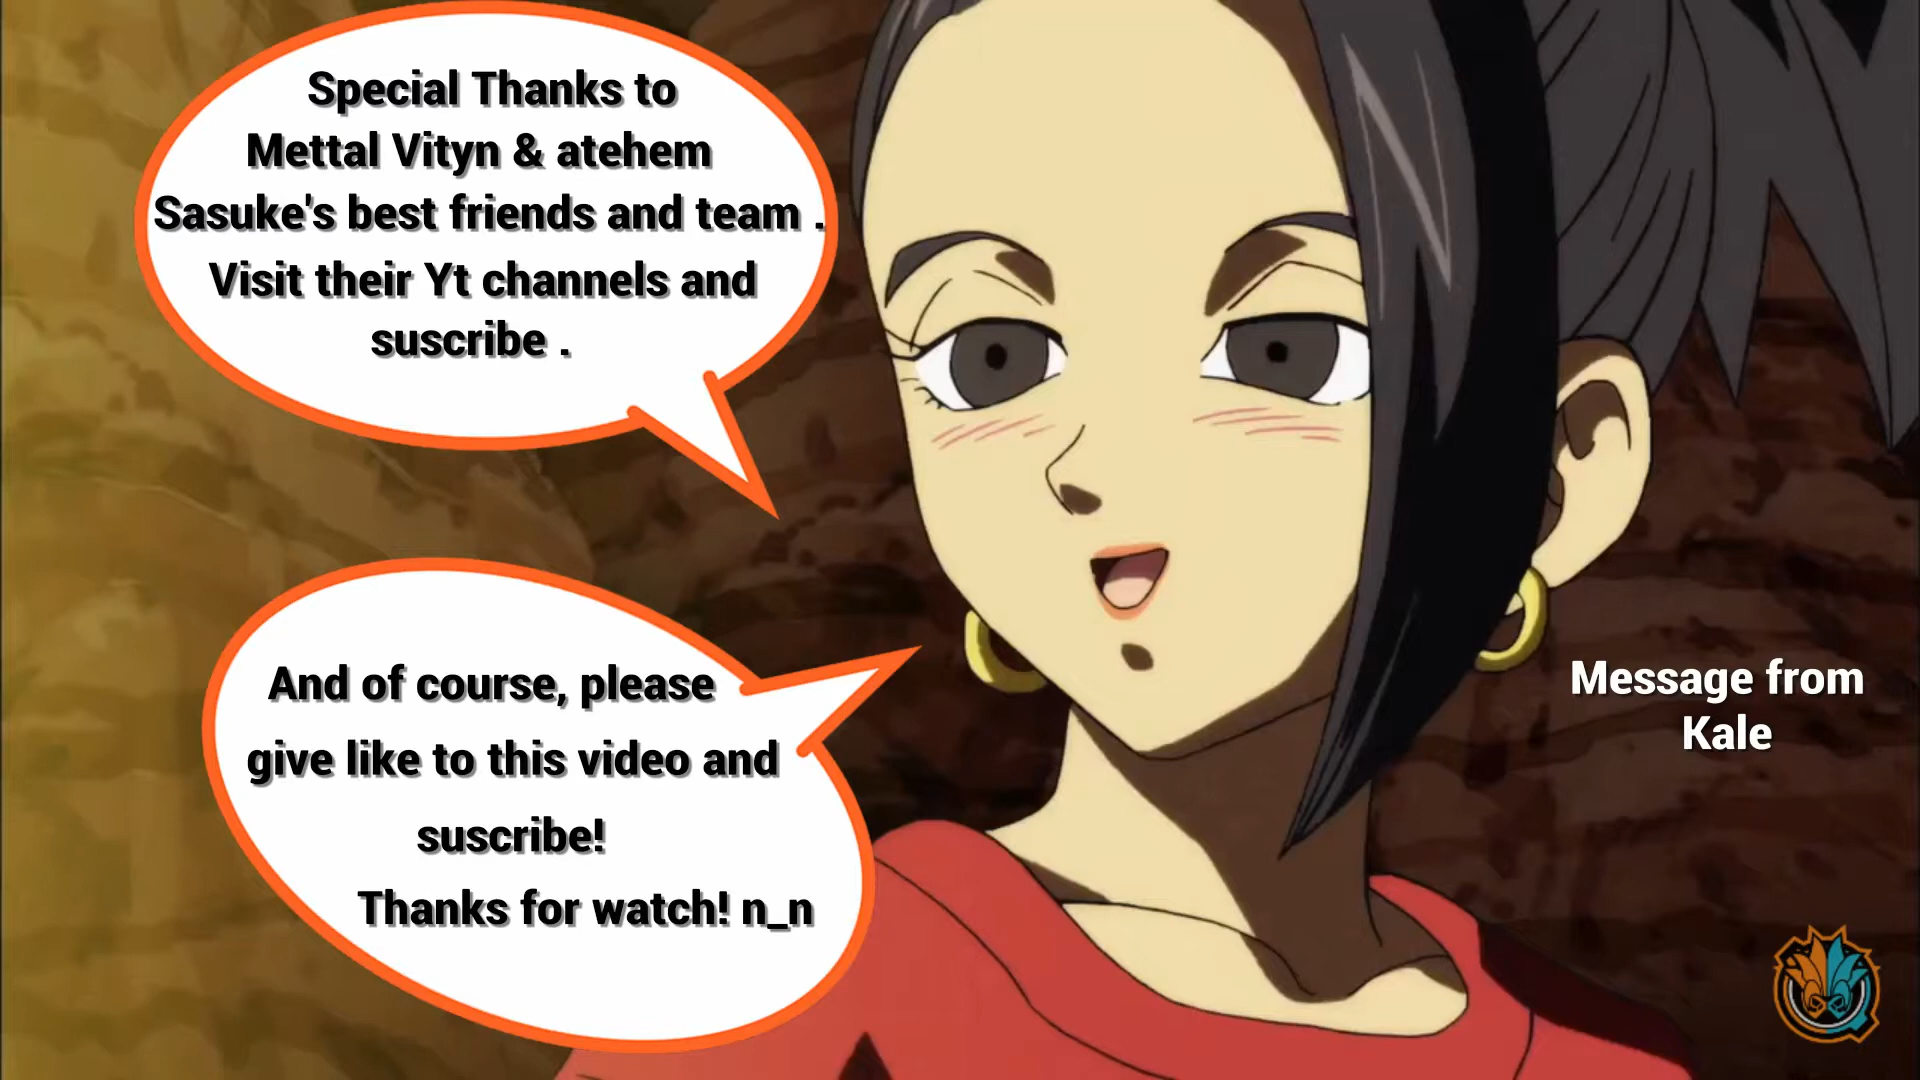 Special Thanks to
Mettal Vityn & atehem
Sasuke's best friends and team .
Visit their Yt channels and
suscribe .
And of course, please
give like to this video and
suscribe!
Thanks for watch! n_n
Message from
Kale